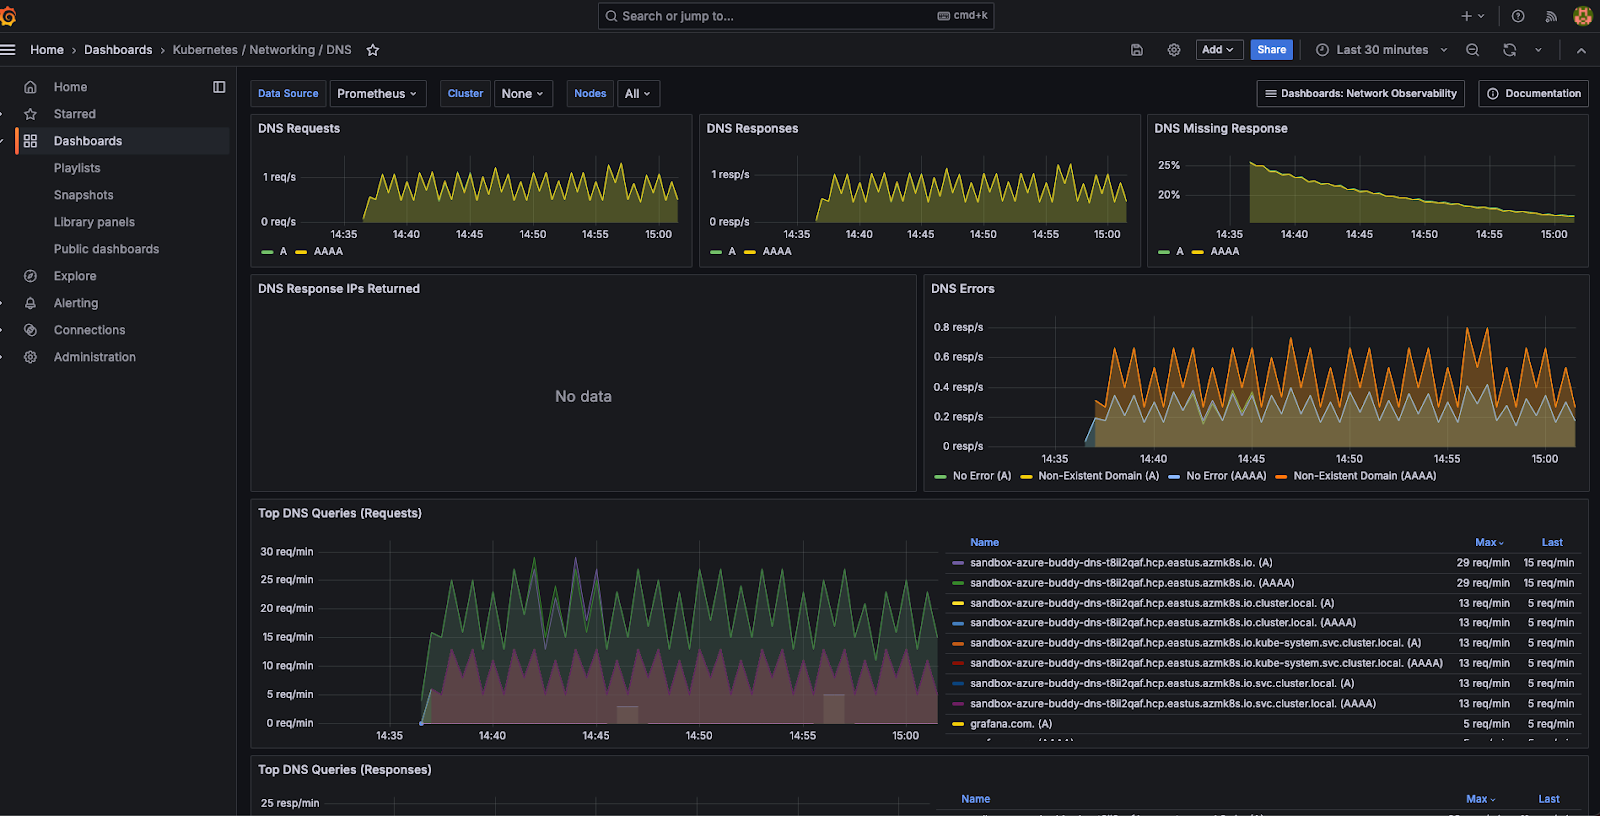 Search or jump to... cmd+k
Home › Dashboards › Kubernetes / Networking / DNS
Add Share Last 30 minutes
Home
Starred
Dashboards
Playlists
Snapshots
Library panels
Public dashboards
Explore
Alerting
Connections
Administration
Data Source Prometheus Cluster None Nodes All Dashboards: Network Observability Documentation
DNS Requests
1 req/s
0 req/s
14:35 14:40 14:45 14:50 14:55 15:00
A AAAA
DNS Responses
1 resp/s
0 resp/s
14:35 14:40 14:45 14:50 14:55 15:00
A AAAA
DNS Missing Response
25%
20%
14:35 14:40 14:45 14:50 14:55 15:00
A AAAA
DNS Response IPs Returned
No data
DNS Errors
0.8 resp/s
0.6 resp/s
0.4 resp/s
0.2 resp/s
0 resp/s
14:35 14:40 14:45 14:50 14:55 15:00
No Error (A) Non-Existent Domain (A) No Error (AAAA) Non-Existent Domain (AAAA)
Top DNS Queries (Requests)
30 req/min
25 req/min
20 req/min
15 req/min
10 req/min
5 req/min
0 req/min
14:35 14:40 14:45 14:50 14:55 15:00
Name Max Last
sandbox-azure-buddy-dns-t8ii2qaf.hcp.eastus.azmk8s.io. (A) 29 req/min 15 req/min
sandbox-azure-buddy-dns-t8ii2qaf.hcp.eastus.azmk8s.io. (AAAA) 29 req/min 15 req/min
sandbox-azure-buddy-dns-t8ii2qaf.hcp.eastus.azmk8s.io.cluster.local. (A) 13 req/min 5 req/min
sandbox-azure-buddy-dns-t8ii2qaf.hcp.eastus.azmk8s.io.cluster.local. (AAAA) 13 req/min 5 req/min
sandbox-azure-buddy-dns-t8ii2qaf.hcp.eastus.azmk8s.io.kube-system.svc.cluster.local. (A) 13 req/min 5 req/min
sandbox-azure-buddy-dns-t8ii2qaf.hcp.eastus.azmk8s.io.kube-system.svc.cluster.local. (AAAA) 13 req/min 5 req/min
sandbox-azure-buddy-dns-t8ii2qaf.hcp.eastus.azmk8s.io.svc.cluster.local. (A) 13 req/min 5 req/min
sandbox-azure-buddy-dns-t8ii2qaf.hcp.eastus.azmk8s.io.svc.cluster.local. (AAAA) 13 req/min 5 req/min
grafana.com. (A) 5 req/min 5 req/min
Top DNS Queries (Responses)
25 resp/min
Name Max Last